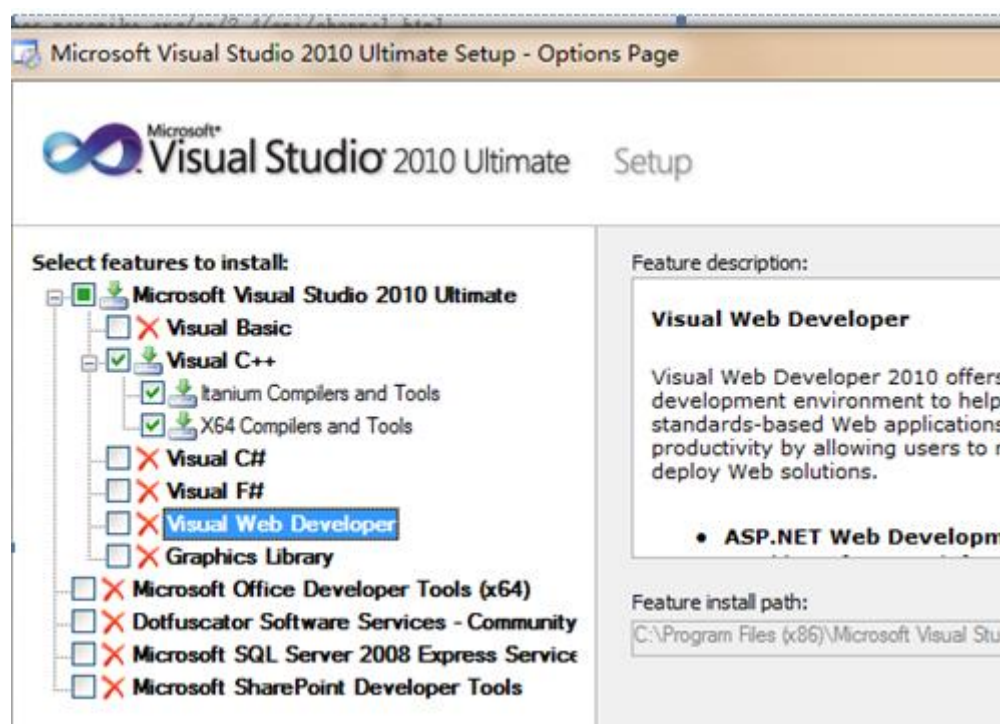 Microsoft Visual Studio 2010 Ultimate Setup - Options Page
Microsoft®
Visual Studio® 2010 Ultimate Setup
Select features to install:
Microsoft Visual Studio 2010 Ultimate
Visual Basic
Visual C++
Itanium Compilers and Tools
X64 Compilers and Tools
Visual C#
Visual F#
Visual Web Developer
Graphics Library
Microsoft Office Developer Tools (x64)
Dotfuscator Software Services - Community
Microsoft SQL Server 2008 Express Service
Microsoft SharePoint Developer Tools
Feature description:
Visual Web Developer
Visual Web Developer 2010 offers
development environment to help
standards-based Web applications
productivity by allowing users to
deploy Web solutions.
• ASP.NET Web Developm
Feature install path:
C:\Program Files (x86)\Microsoft Visual Stu